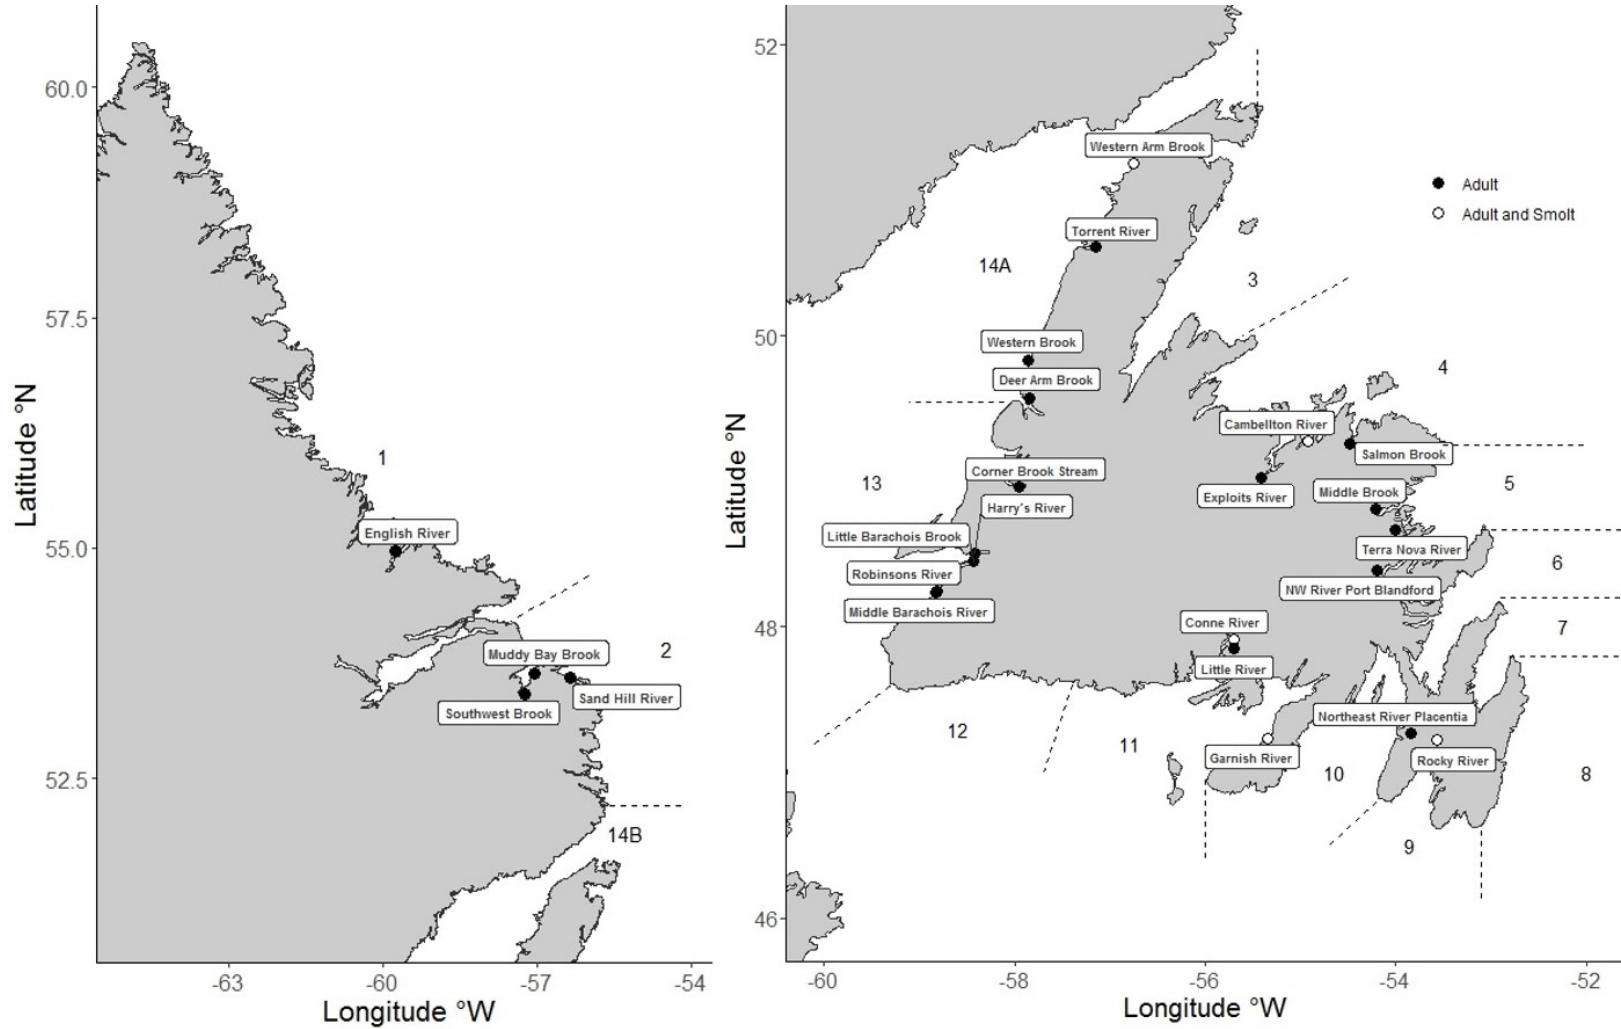 60.0
57.5
55.0
52.5
Latitude °N
-63
-60
-57
-54
Longitude °W
1
English River
2
Muddy Bay Brook
Sand Hill River
Southwest Brook
14B
52
50
48
46
Latitude °N
-60
-58
-56
-54
-52
Longitude °W
Adult
Adult and Smolt
Western Arm Brook
Torrent River
14A
3
Western Brook
Deer Arm Brook
4
Cambellton River
Salmon Brook
Corner Brook Stream
13
Exploits River
Middle Brook
5
Harry's River
Little Barachois Brook
Terra Nova River
6
Robinsons River
NW River Port Blandford
Middle Barachois River
Conne River
7
Little River
Northeast River Placentia
12
11
Garnish River
10
Rocky River
8
9